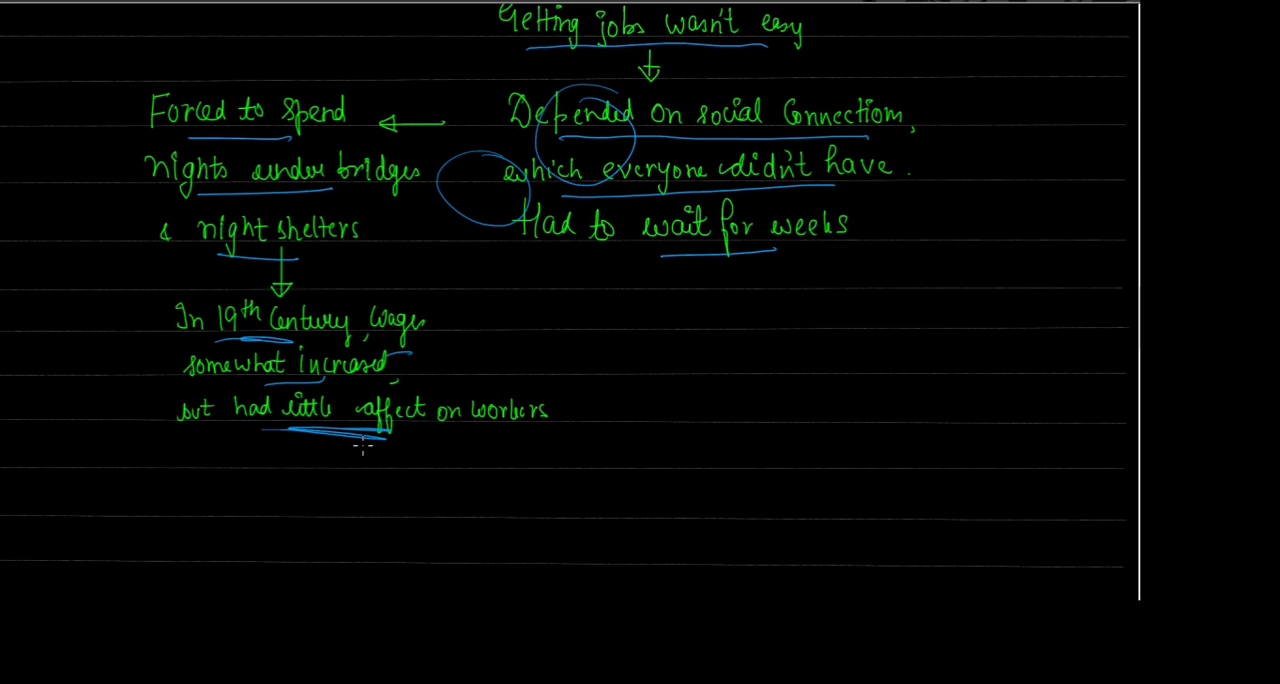 Getting jobs wasn't easy
Depended on social Connection,
which everyone didn't have.
Had to wait for weeks
Forced to spend
nights under bridges
& night shelters
In 19th Century, wages
somewhat increased,
but had little affect on workers